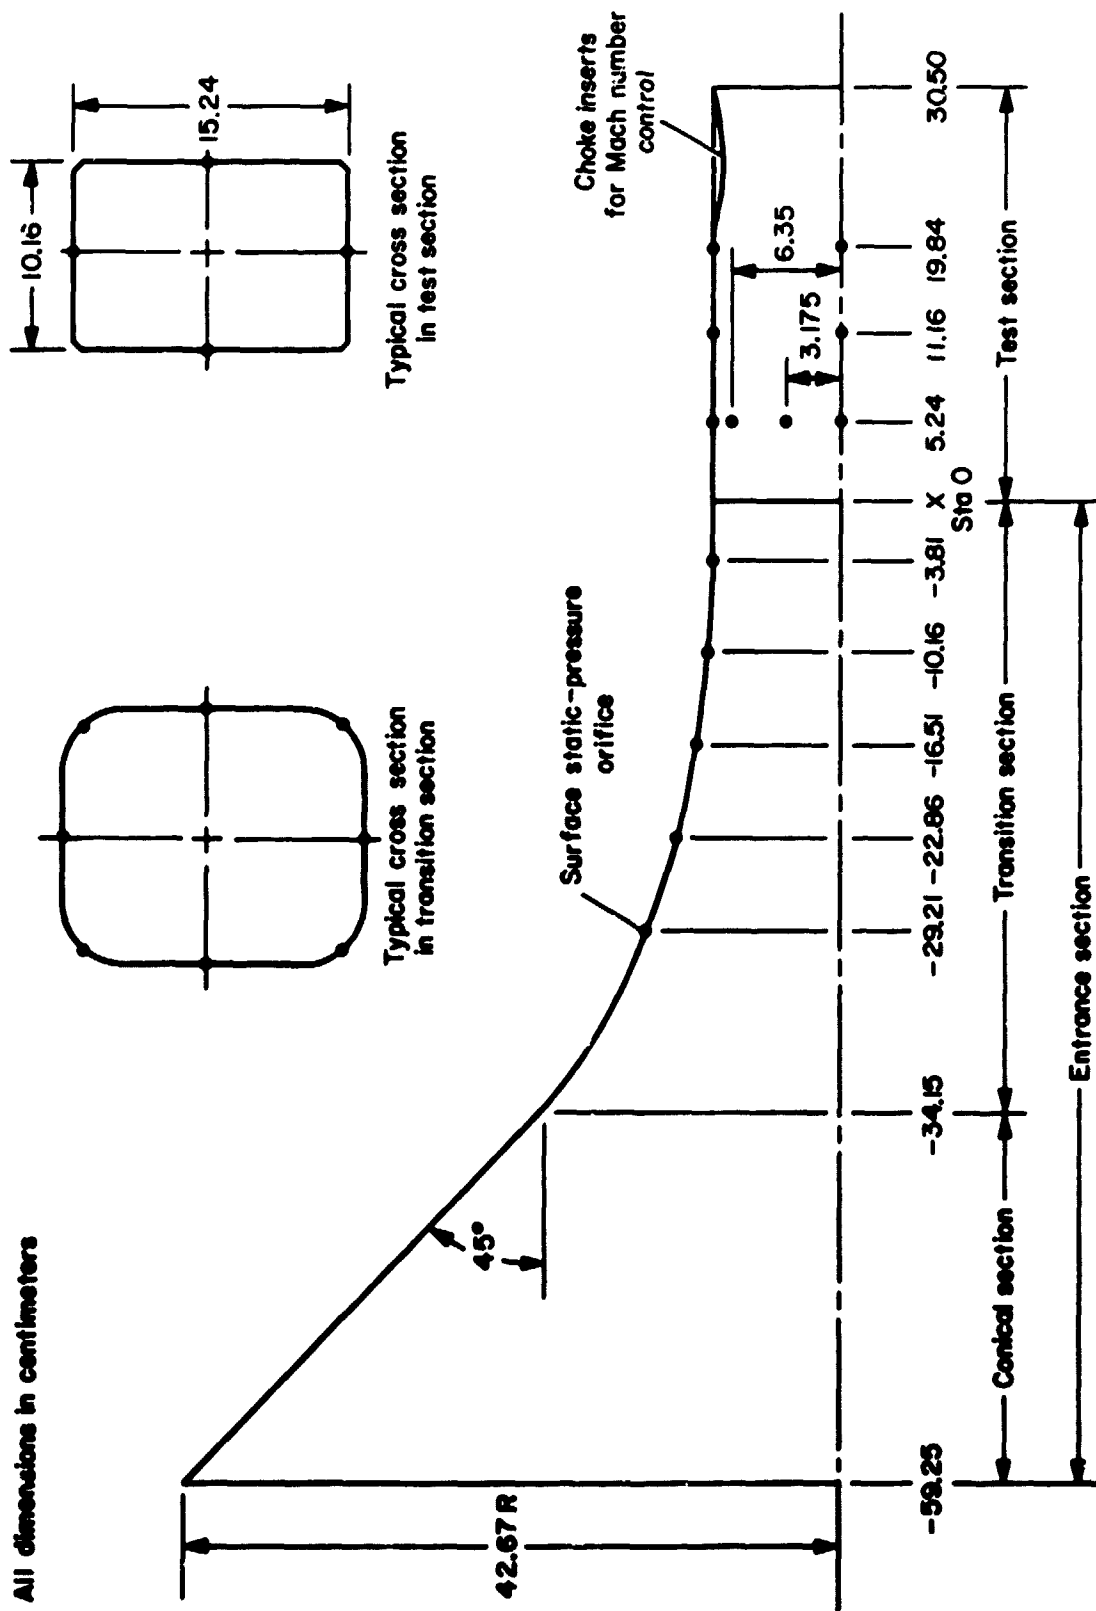 All dimensions in centimeters
10.16
15.24
Typical cross section
in transition section
Typical cross section
in test section
Surface static-pressure
orifice
Choke inserts
for Mach number
control
45°
42.67 R
6.35
3.175
-59.25
-34.15
-29.21
-22.86
-16.51
-10.16
-3.81
X
Sta 0
5.24
11.16
19.84
30.50
Conical section
Transition section
Test section
Entrance section